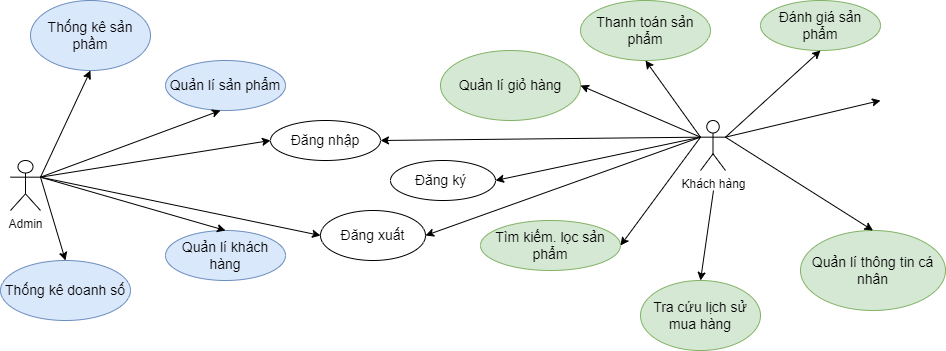 Thống kê sản
phầm
Thanh toán sản
phẩm
Đánh giá sản
phẩm
Quản lí sản phẩm
Quản lí giỏ hàng
Đăng nhập
Đăng ký
Khách hàng
Admin
Đăng xuất
Quản lí khách
hàng
Tìm kiếm. lọc sản
phẩm
Quản lí thông tin cá
nhân
Thống kê doanh số
Tra cứu lịch sử
mua hàng